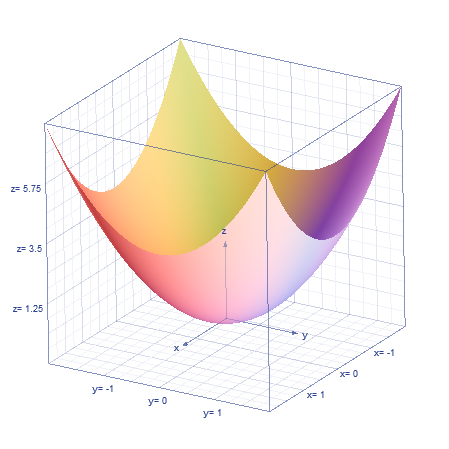 z= 5.75
z
z= 3.5
z= 1.25
y
x
x= -1
x= 0
x= 1
y= -1
y= 0
y= 1